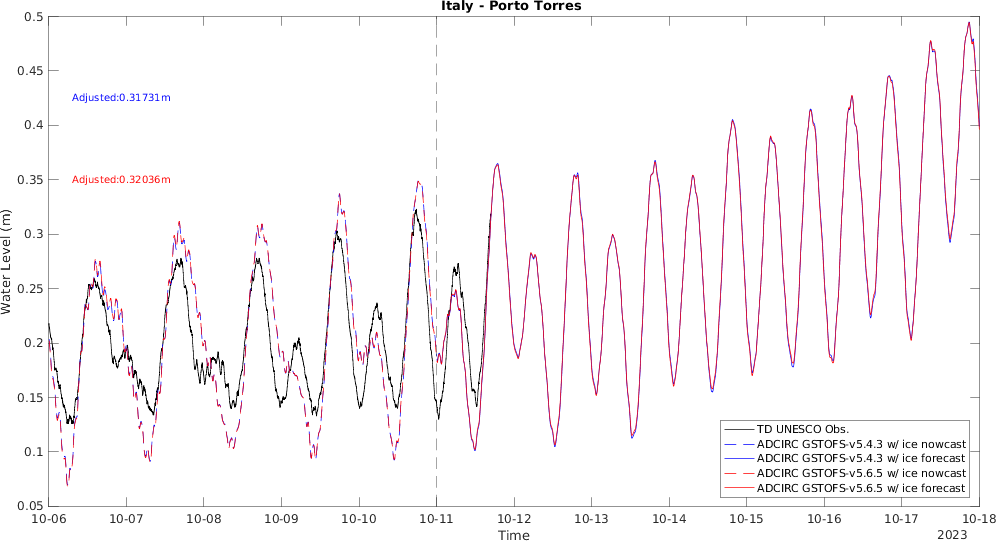 Italy - Porto Torres
Water Level (m)
0.5
0.45
0.4
0.35
0.3
0.25
0.2
0.15
0.1
0.05
Adjusted:0.31731m
Adjusted:0.32036m
TD UNESCO Obs.
ADCIRC GSTOFS-v5.4.3 w/ ice nowcast
ADCIRC GSTOFS-v5.4.3 w/ ice forecast
ADCIRC GSTOFS-v5.6.5 w/ ice nowcast
ADCIRC GSTOFS-v5.6.5 w/ ice forecast
10-06 10-07 10-08 10-09 10-10 10-11 10-12 10-13 10-14 10-15 10-16 10-17 10-18
Time
2023